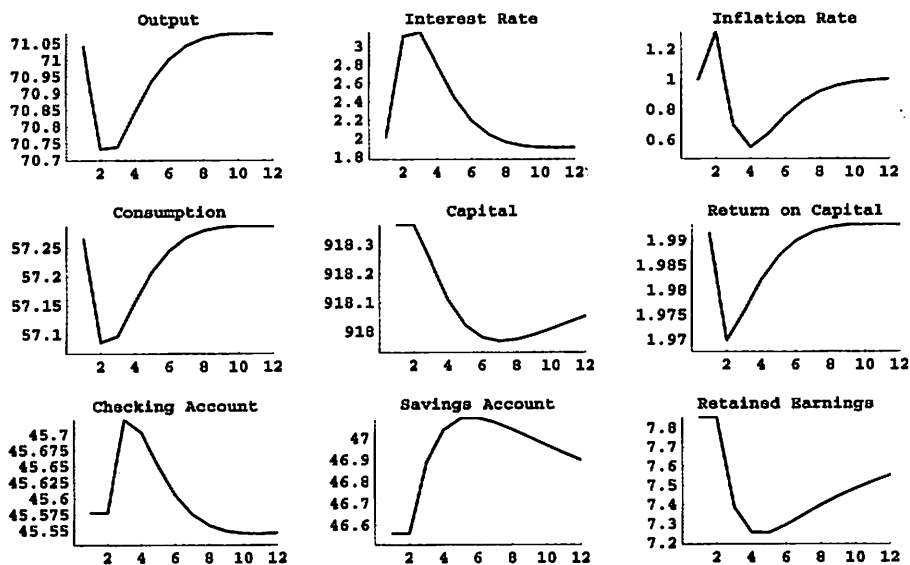 Output
71.05
71
70.95
70.9
70.85
70.8
70.75
70.7
2 4 6 8 10 12
Interest Rate
3
2.8
2.6
2.4
2.2
2
1.8
2 4 6 8 10 12
Inflation Rate
1.2
1
0.8
0.6
2 4 6 8 10 12
Consumption
57.25
57.2
57.15
57.1
2 4 6 8 10 12
Capital
918.3
918.2
918.1
918
2 4 6 8 10 12
Return on Capital
1.99
1.985
1.98
1.975
1.97
2 4 6 8 10 12
Checking Account
45.7
45.675
45.65
45.625
45.6
45.575
45.55
2 4 6 8 10 12
Savings Account
47
46.9
46.8
46.7
46.6
2 4 6 8 10 12
Retained Earnings
7.8
7.7
7.6
7.5
7.4
7.3
7.2
2 4 6 8 10 12